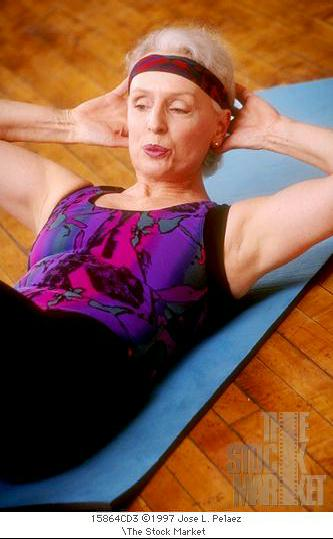 THE
STOCK
MARKET
15864CD3 ©1997 Jose L. Pelaez
\The Stock Market